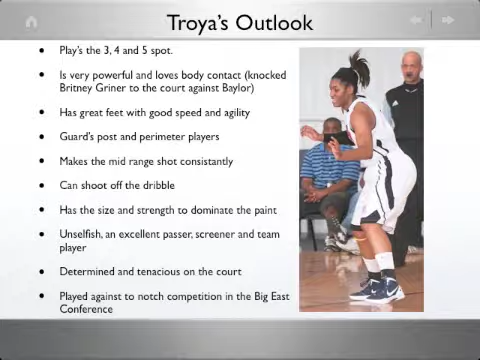 Troya's Outlook
• Play's the 3, 4 and 5 spot.
• Is very powerful and loves body contact (knocked
Britney Griner to the court against Baylor)
• Has great feet with good speed and agility
• Guard's post and perimeter players
• Makes the mid range shot consistantly
• Can shoot off the dribble
• Has the size and strength to dominate the paint
• Unselfish, an excellent passer, screener and team
player
• Determined and tenacious on the court
• Played against to notch competition in the Big East
Conference